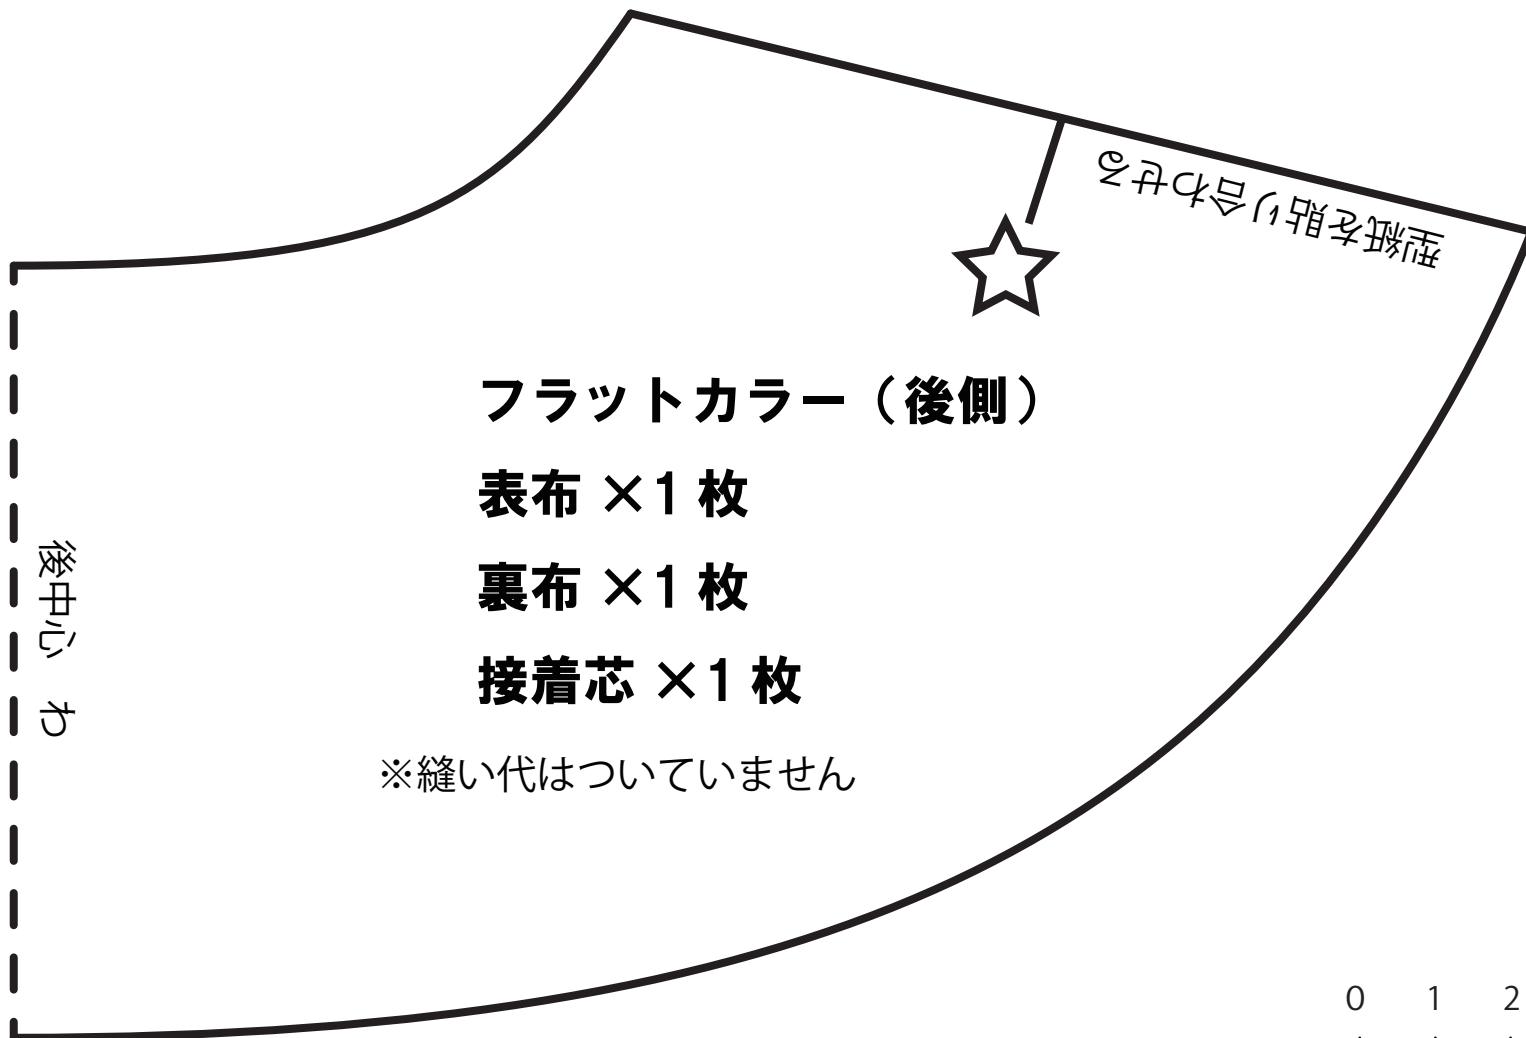 型紙を貼り合わせる
フラットカラー（後側）
表布 ×1 枚
裏布 ×1 枚
接着芯 ×1 枚
後中心 わ
※縫い代はついていません
0 1 2